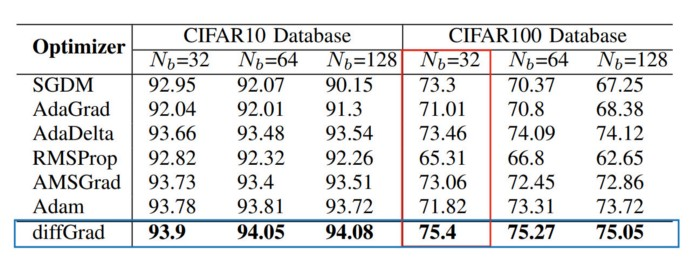 Optimizer CIFAR10 Database CIFAR100 Database
N_b=32 N_b=64 N_b=128 N_b=32 N_b=64 N_b=128
SGDM 92.95 92.07 90.15 73.3 70.37 67.25
AdaGrad 92.04 92.01 91.3 71.01 70.8 68.38
AdaDelta 93.66 93.48 93.54 73.46 74.09 74.12
RMSProp 92.82 92.32 92.26 65.31 66.8 62.65
AMSGrad 93.73 93.4 93.51 73.06 72.45 72.86
Adam 93.78 93.81 93.72 71.82 73.31 73.72
diffGrad 93.9 94.05 94.08 75.4 75.27 75.05